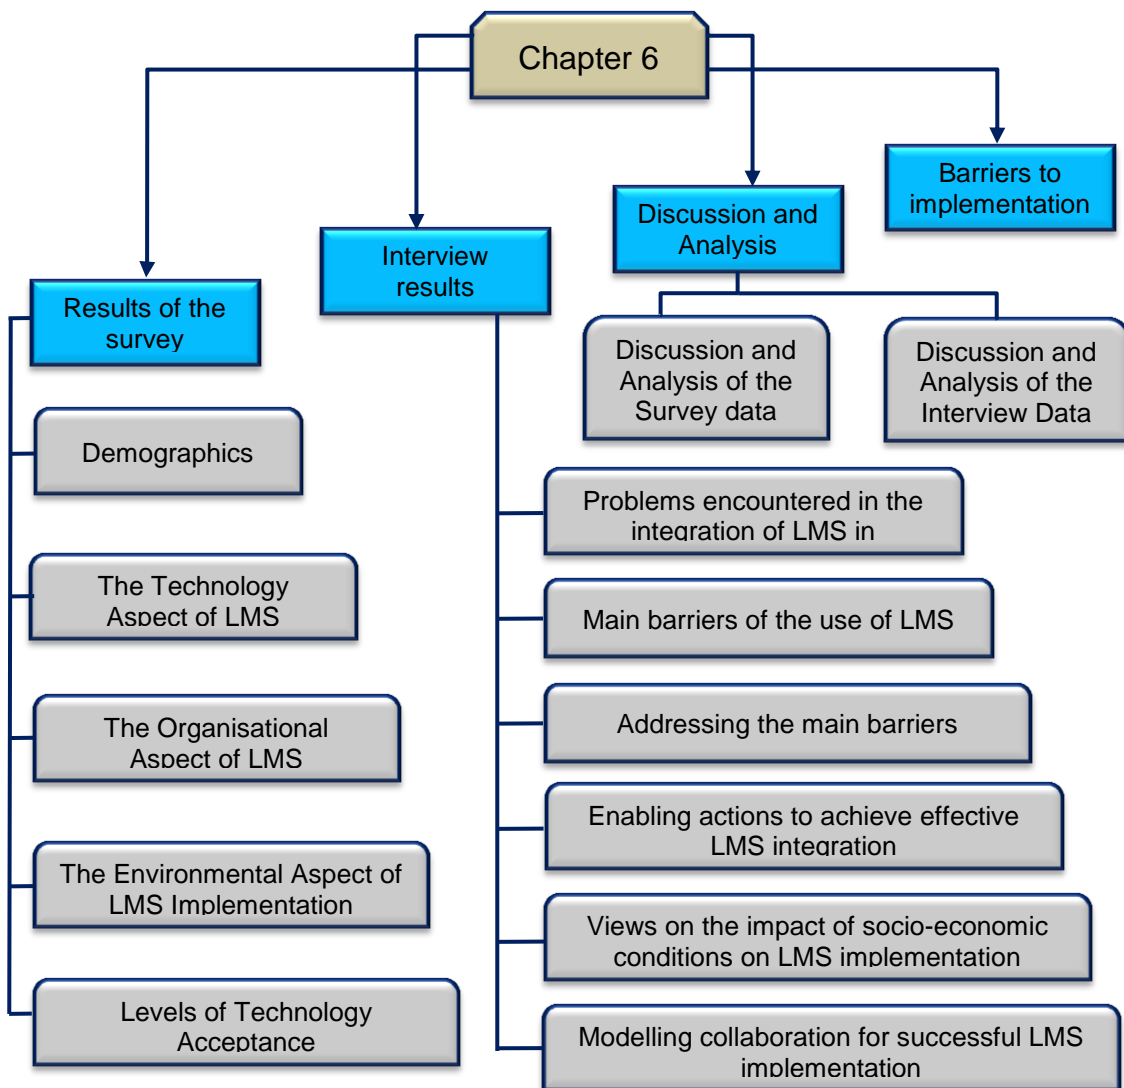 Chapter 6
Barriers to
implementation
Discussion and
Analysis
Interview
results
Results of the
survey
Discussion and
Analysis of the
Survey data
Discussion and
Analysis of the
Interview Data
Demographics
The Technology
Aspect of LMS
The Organisational
Aspect of LMS
The Environmental Aspect of
LMS Implementation
Levels of Technology
Acceptance
Problems encountered in the
integration of LMS in
Main barriers of the use of LMS
Addressing the main barriers
Enabling actions to achieve effective
LMS integration
Views on the impact of socio-economic
conditions on LMS implementation
Modelling collaboration for successful LMS
implementation